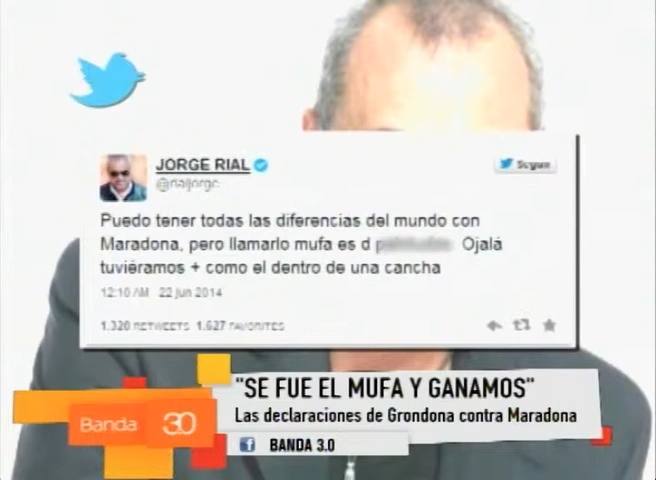 JORGE RIAL
@rialjorge
Seguir
Puedo tener todas las diferencias del mundo con
Maradona, pero llamarlo mufa es d Ojalá
tuviéramos + como el dentro de una cancha
12:10 AM 22 jun 2014
1.320 RETWEETS 1.627 FAVORITES
"SE FUE EL MUFA Y GANAMOS"
Las declaraciones de Grondona contra Maradona
Banda 3.0
BANDA 3.0